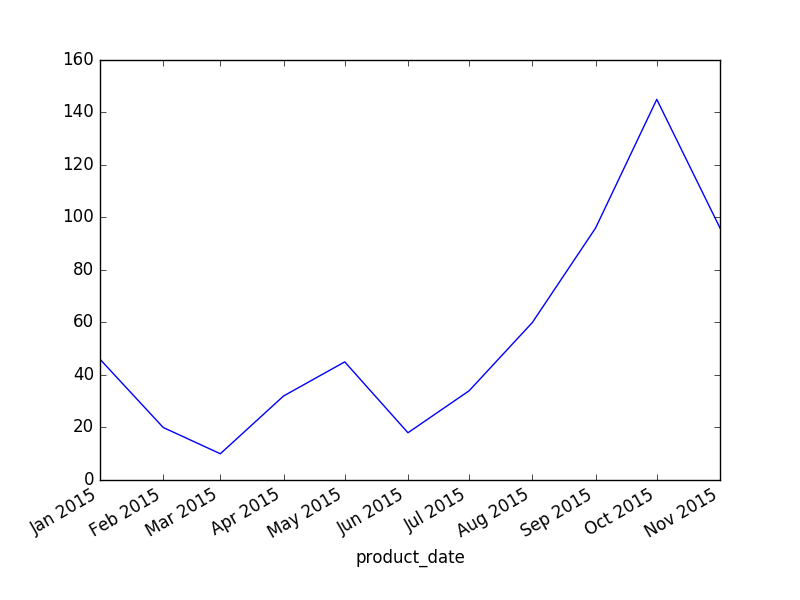 160
140
120
100
80
60
40
20
0
Jan 2015
Feb 2015
Mar 2015
Apr 2015
May 2015
Jun 2015
Jul 2015
Aug 2015
Sep 2015
Oct 2015
Nov 2015
product_date